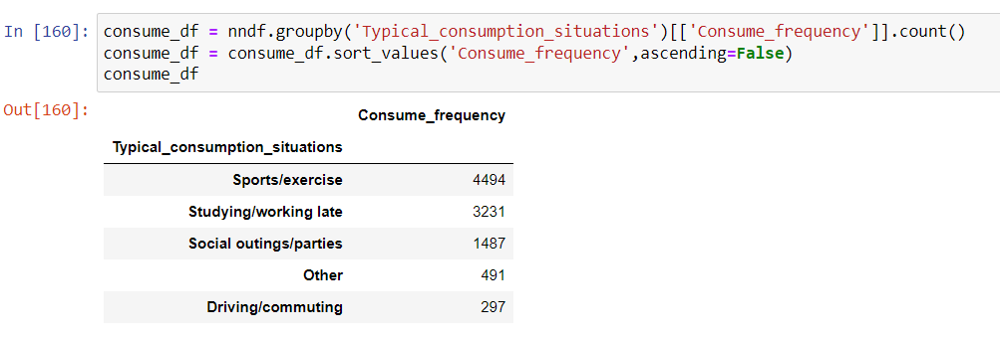 In [160]: consume_df = nndf.groupby('Typical_consumption_situations')[['Consume_frequency']].count()
consume_df = consume_df.sort_values('Consume_frequency',ascending=False)
consume_df
Out[160]:
Consume_frequency
Typical_consumption_situations
Sports/exercise 4494
Studying/working late 3231
Social outings/parties 1487
Other 491
Driving/commuting 297